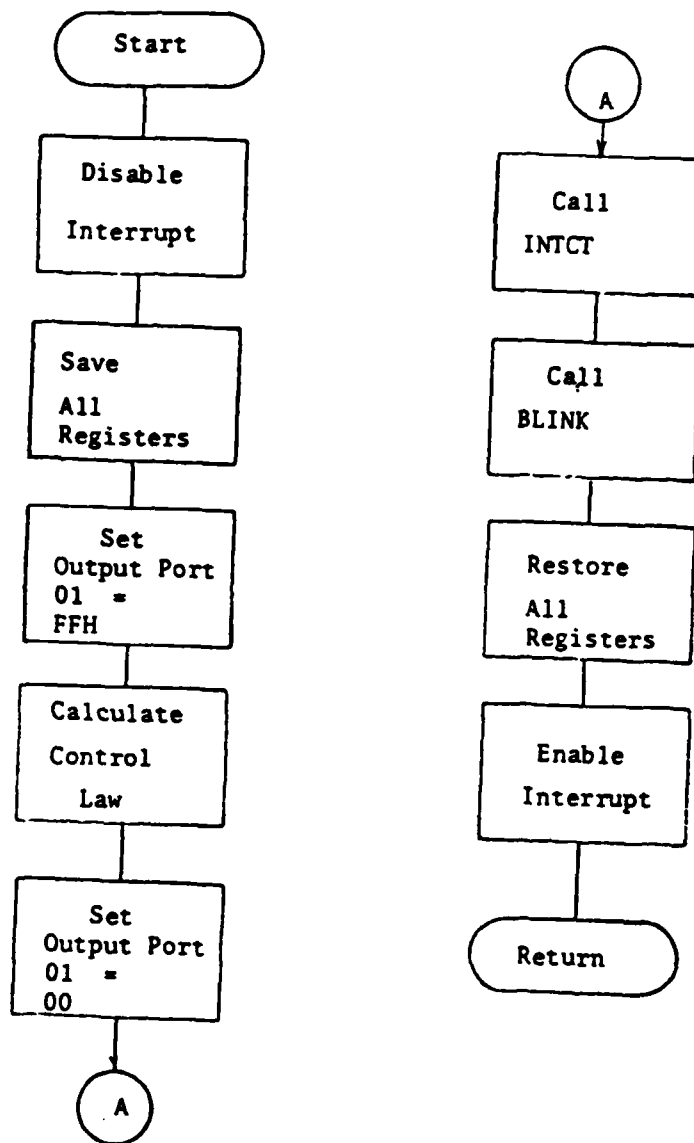 Start
Disable
Interrupt
Save
All
Registers
Set
Output Port
01 =
FFH
Calculate
Control
Law
Set
Output Port
01 =
00
A
A
Call
INTCT
Call
BLINK
Restore
All
Registers
Enable
Interrupt
Return